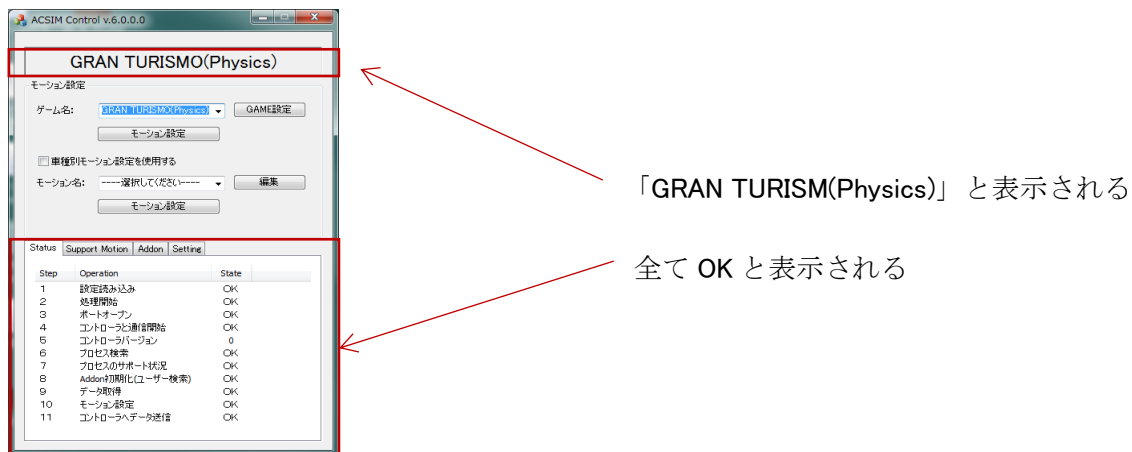 ACSIM Control v.6.0.0.0
GRAN TURISMO(Physics)
モーション設定
ゲーム名: GRAN TURISMO(Physics) GAME設定
モーション設定
車種別モーション設定を使用する
モーション名: ----選択してください---- 編集
モーション設定
Status Support Motion Addon Setting
Step Operation State
1 設定読み込み OK
2 処理開始 OK
3 ポートオープン OK
4 コントローラと通信開始 OK
5 コントローラバージョン 0
6 プロセス検索 OK
7 プロセスのサポート状況 OK
8 Addon初期化(ユーザー検索) OK
9 データ取得 OK
10 モーション設定 OK
11 コントローラへデータ送信 OK
「GRAN TURISM(Physics)」と表示される
全て OK と表示される